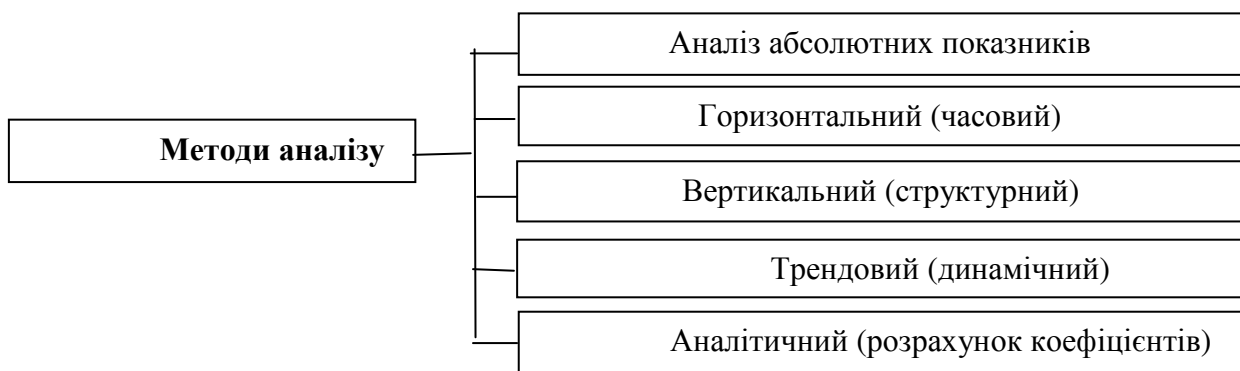 Аналіз абсолютних показників
Горизонтальний (часовий)
Методи аналізу
Вертикальний (структурний)
Трендовий (динамічний)
Аналітичний (розрахунок коефіцієнтів)